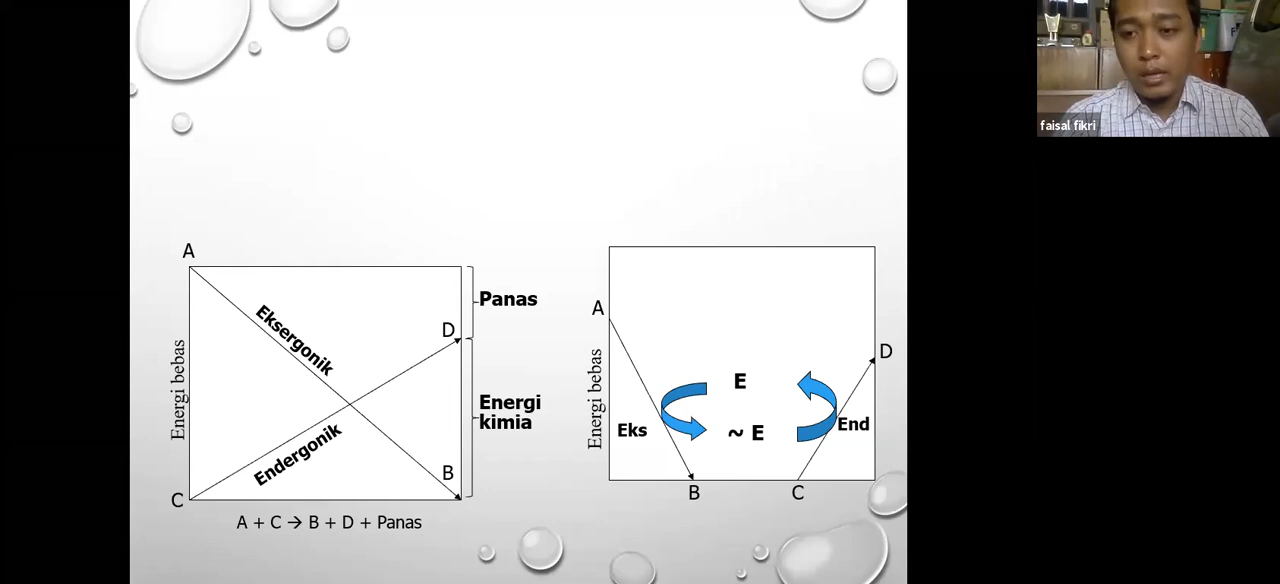 faisal fikri
A
Energi bebas
Eksergonik
Endergonik
D
B
C
Panas
Energi
kimia
A + C → B + D + Panas
A
Energi bebas
Eks
E
~ E
End
D
B
C